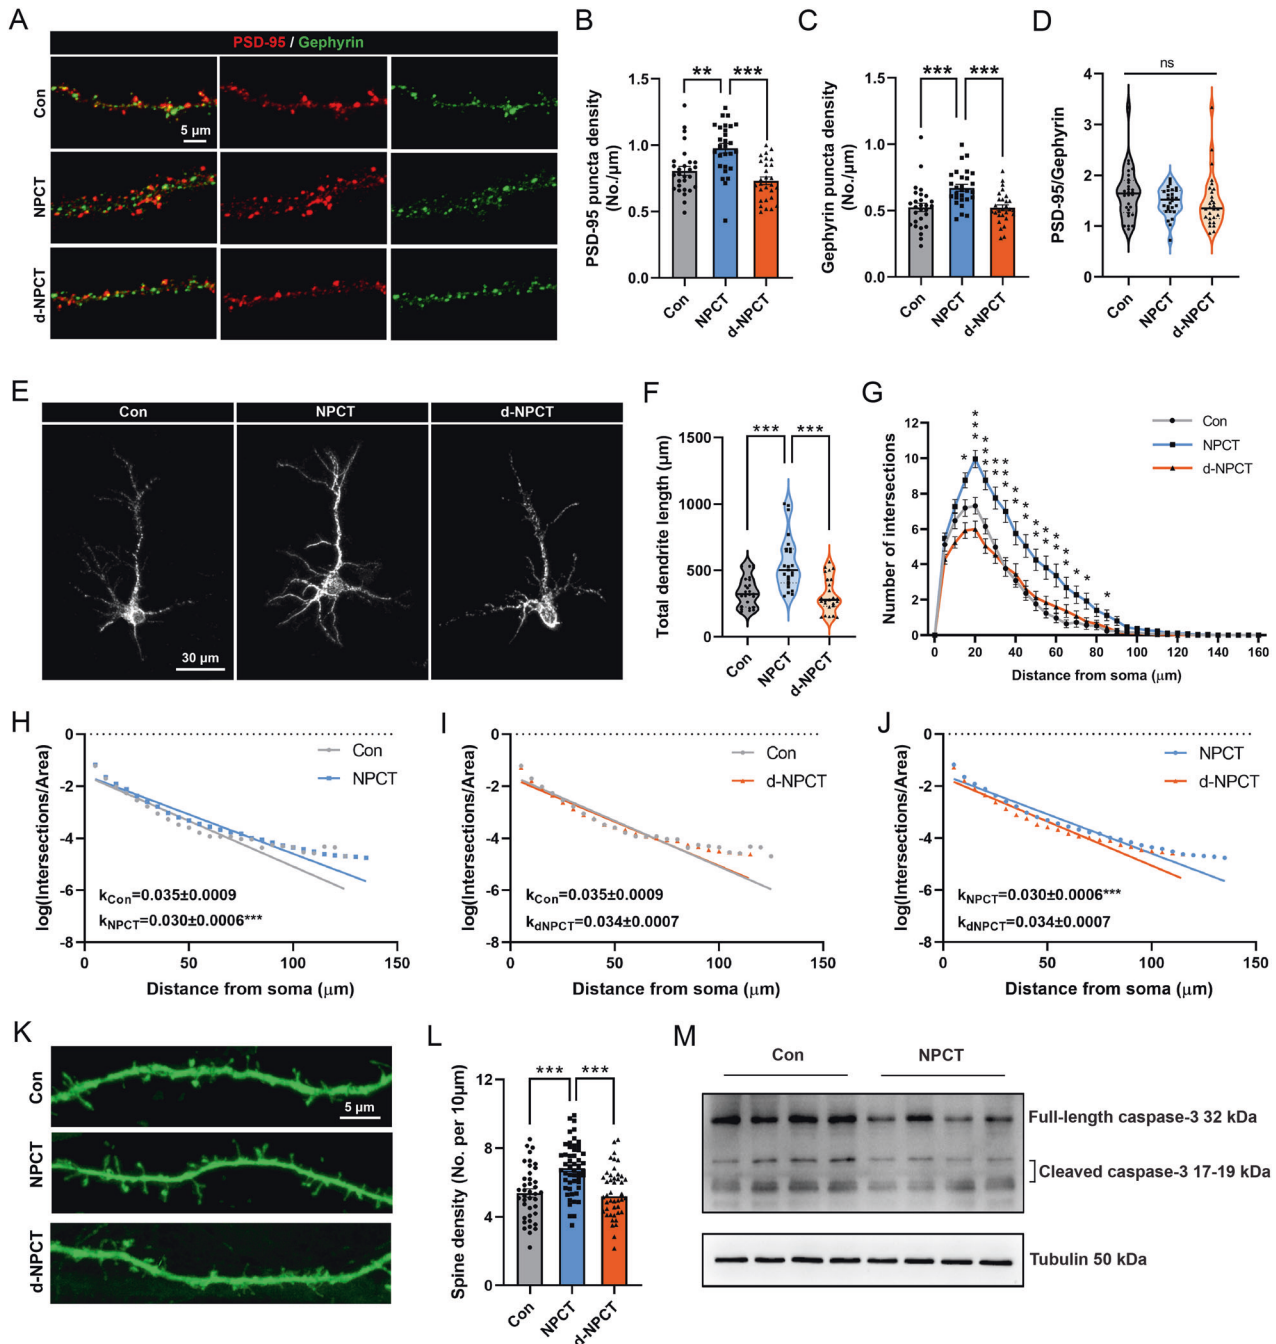 A
PSD-95 / Gephyrin
Con
5 μm
NPCT
d-NPCT
B
PSD-95 puncta density
(No./μm)
1.5
1.0
0.5
0.0
**
***
Con
NPCT
d-NPCT
C
Gephyrin puncta density
(No./μm)
1.5
1.0
0.5
0.0
***
***
Con
NPCT
d-NPCT
D
PSD-95/Gephyrin
4
3
2
1
0
ns
Con
NPCT
d-NPCT
E
Con
NPCT
d-NPCT
30 μm
F
Total dendrite length (μm)
1500
1000
500
0
***
***
Con
NPCT
d-NPCT
G
Number of intersections
12
10
8
6
4
2
0
Con
NPCT
d-NPCT
0 20 40 60 80 100 120 140 160
Distance from soma (μm)
H
log(Intersections/Area)
0
-2
-4
-6
-8
Con
NPCT
kCon=0.035±0.0009
kNPCT=0.030±0.0006***
0 50 100 150
Distance from soma (μm)
I
log(Intersections/Area)
0
-2
-4
-6
-8
Con
d-NPCT
kCon=0.035±0.0009
kdNPCT=0.034±0.0007
0 50 100 150
Distance from soma (μm)
J
log(Intersections/Area)
0
-2
-4
-6
-8
NPCT
d-NPCT
kNPCT=0.030±0.0006***
kdNPCT=0.034±0.0007
0 50 100 150
Distance from soma (μm)
K
Con
5 μm
NPCT
d-NPCT
L
Spine density (No. per 10μm)
12
8
4
0
***
***
Con
NPCT
d-NPCT
M
Con NPCT
Full-length caspase-3 32 kDa
Cleaved caspase-3 17-19 kDa
Tubulin 50 kDa